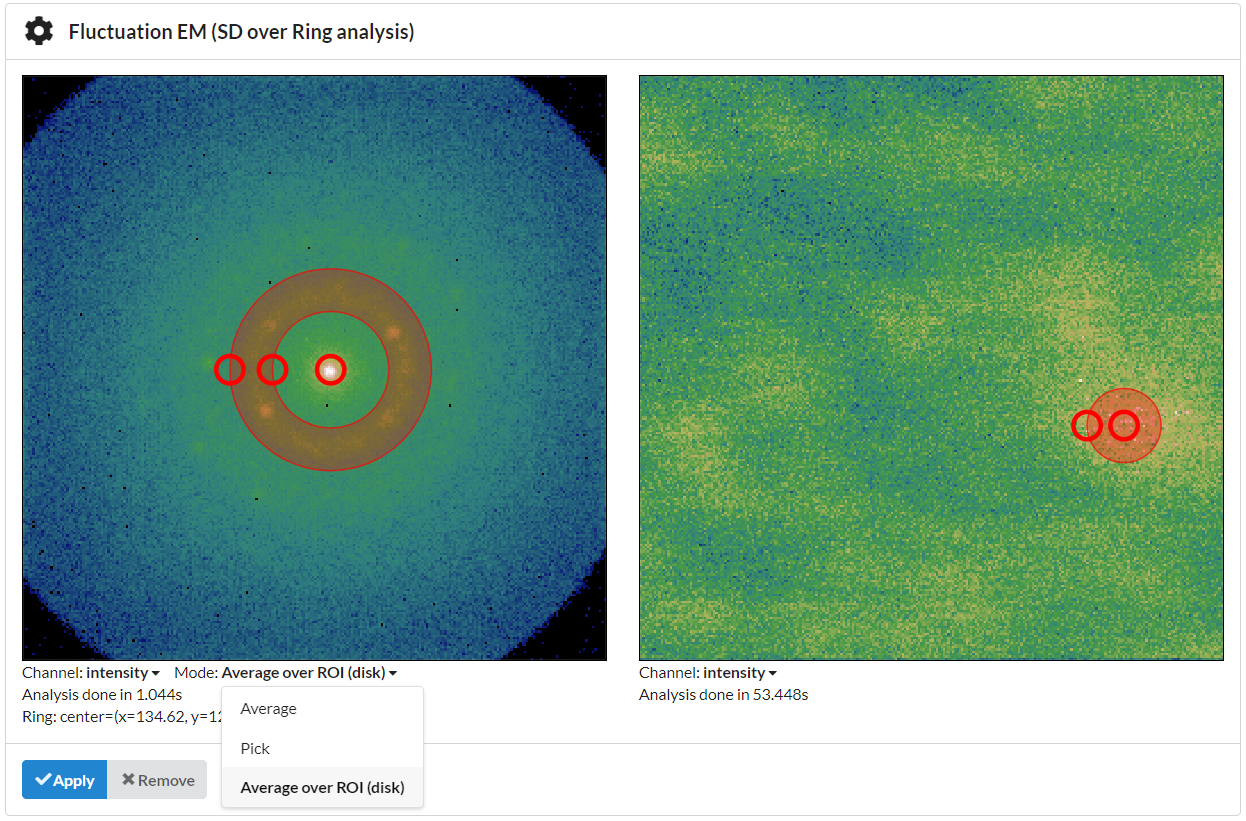 Fluctuation EM (SD over Ring analysis)
Channel: intensity Mode: Average over ROI (disk)
Analysis done in 1.044s
Ring: center=(x=134.62, y=12
Average
Pick
Average over ROI (disk)
Channel: intensity
Analysis done in 53.448s
Apply
Remove